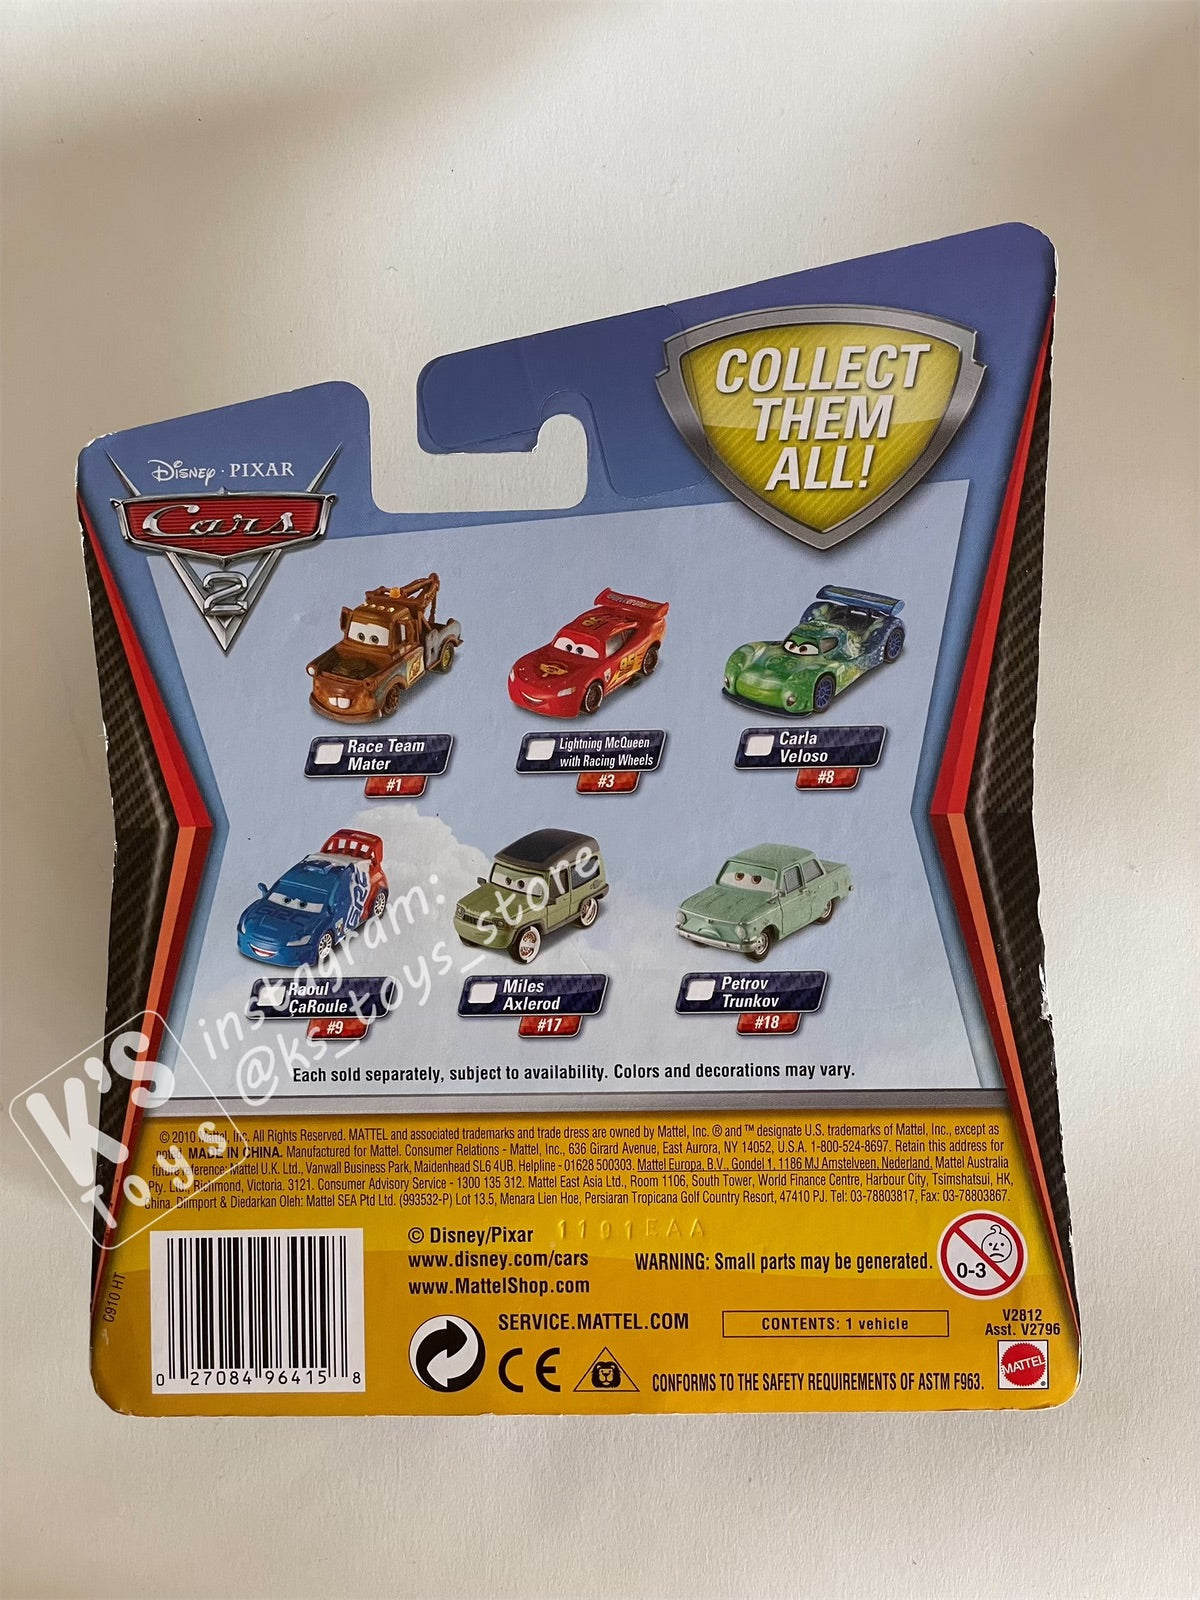 COLLECT
THEM
ALL!
Disney · PIXAR
Cars
2
Race Team
Mater
#1
Lightning McQueen
with Racing Wheels
#3
Carla
Veloso
#8
Raoul
ÇaRoule
#9
Miles
Axlerod
#17
Petrov
Trunkov
#18
instagram:
@ks_toys_store
K'S
Toys
Each sold separately, subject to availability. Colors and decorations may vary.
© 2010 Mattel, Inc. All Rights Reserved. MATTEL and associated trademarks and trade dress are owned by Mattel, Inc. ® and ™ designate U.S. trademarks of Mattel, Inc., except as
noted. MADE IN CHINA. Manufactured for Mattel. Consumer Relations - Mattel, Inc., 636 Girard Avenue, East Aurora, NY 14052, U.S.A. 1-800-524-8697. Retain this address for
future reference: Mattel U.K. Ltd., Vanwall Business Park, Maidenhead SL6 4UB. Helpline - 01628 500303. Mattel Europa, B.V., Gondel 1, 1186 MJ Amstelveen, Nederland. Mattel Australia
Pty. Ltd., Richmond, Victoria. 3121. Consumer Advisory Service - 1300 135 312. Mattel East Asia Ltd., Room 1106, South Tower, World Finance Centre, Harbour City, Tsimshatsui, HK,
China. Diimport & Diedarkan Oleh: Mattel SEA Ptd Ltd. (993532-P) Lot 13.5, Menara Lien Hoe, Persiaran Tropicana Golf Country Resort, 47410 PJ. Tel: 03-78803817, Fax: 03-78803867.
© Disney/Pixar
1101EAA
www.disney.com/cars
www.MattelShop.com
WARNING: Small parts may be generated.
0-3
C910 HT
0 27084 96415 8
SERVICE.MATTEL.COM
CE
CONTENTS: 1 vehicle
V2812
Asst. V2796
CONFORMS TO THE SAFETY REQUIREMENTS OF ASTM F963.
MATTEL